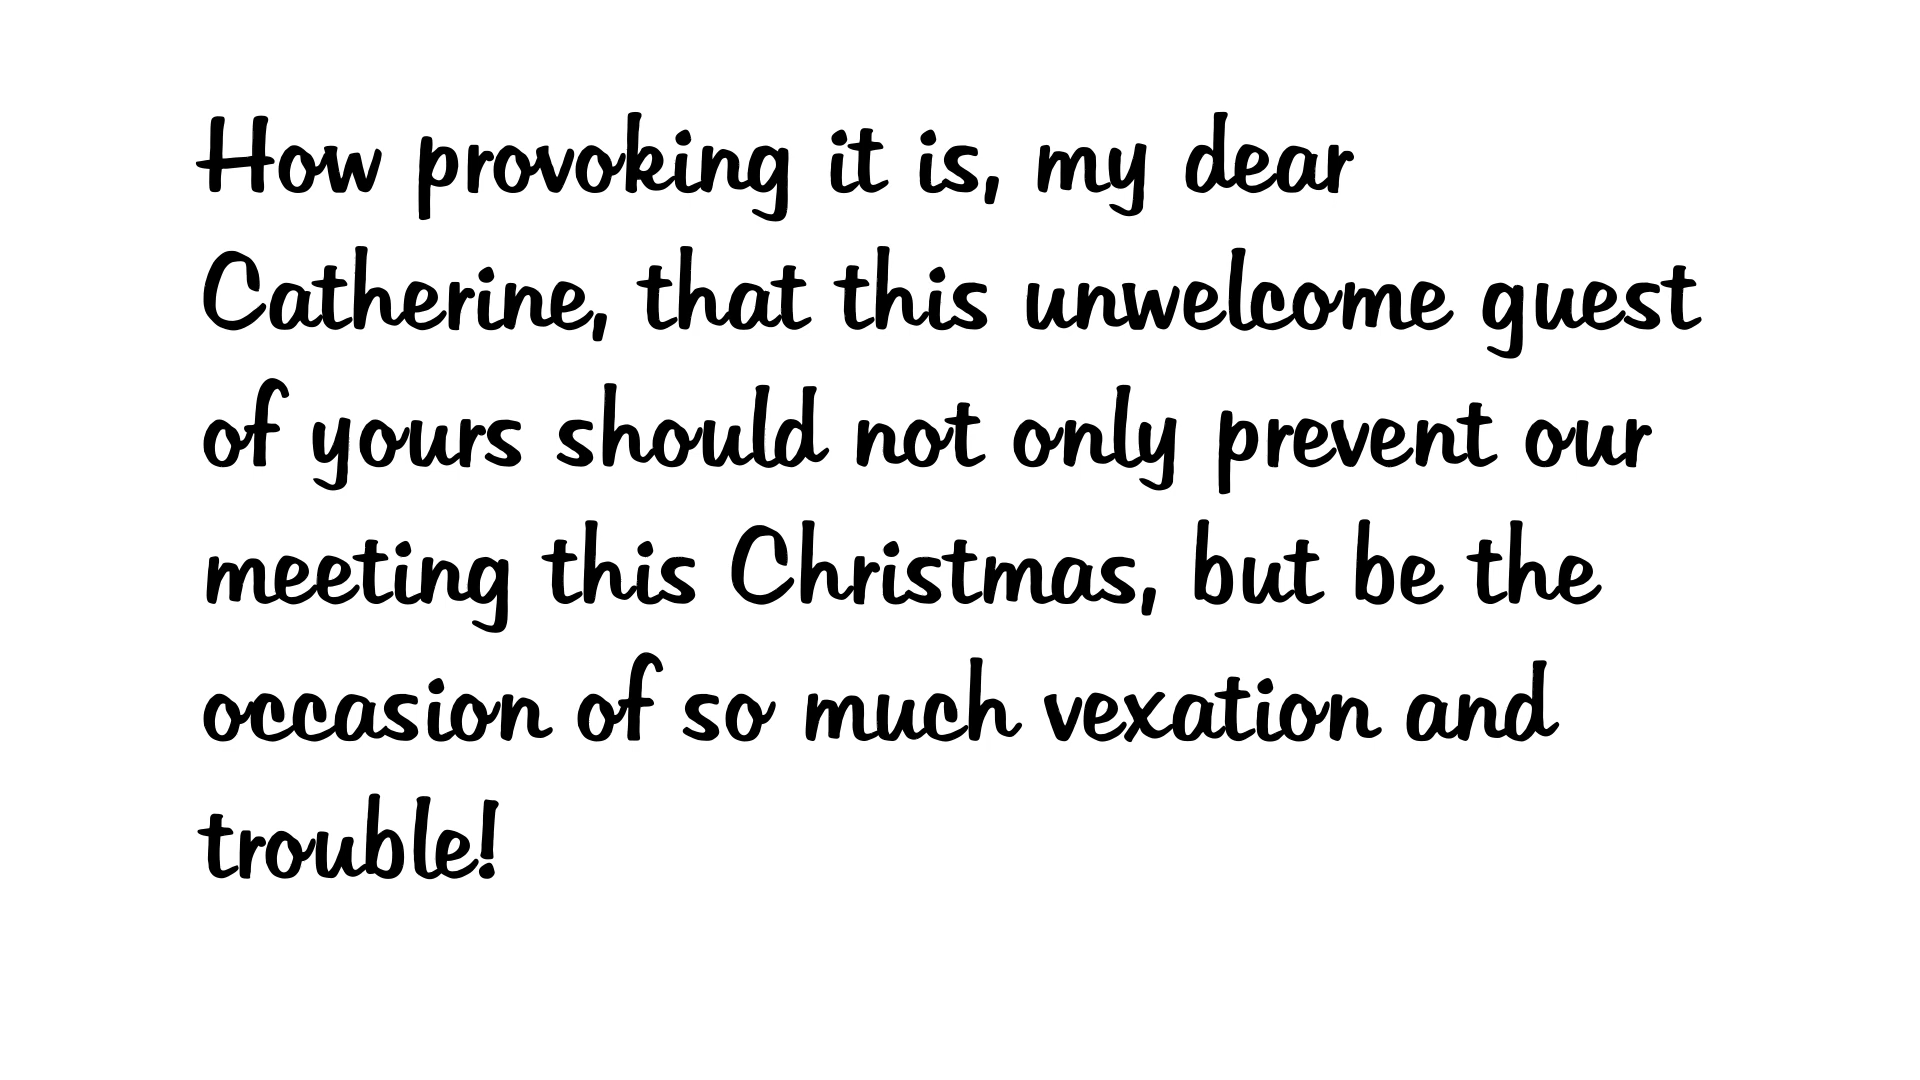 How provoking it is, my dear
Catherine, that this unwelcome guest
of yours should not only prevent our
meeting this Christmas, but be the
occasion of so much vexation and
trouble!